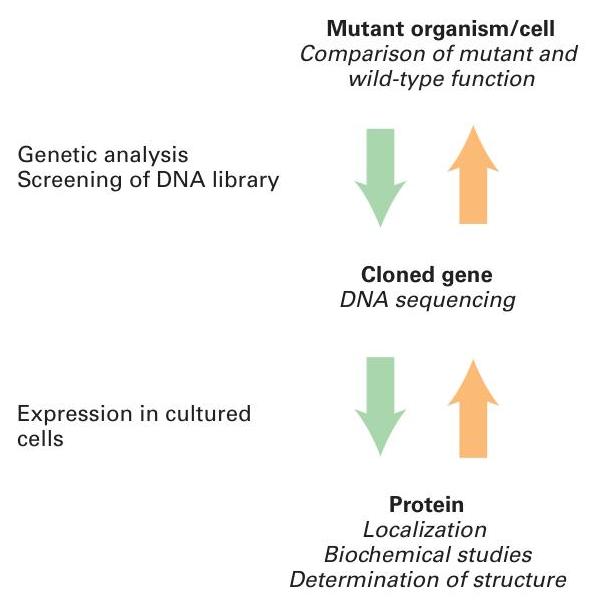 Mutant organism/cell
Comparison of mutant and
wild-type function
Genetic analysis
Screening of DNA library
Cloned gene
DNA sequencing
Expression in cultured
cells
Protein
Localization
Biochemical studies
Determination of structure